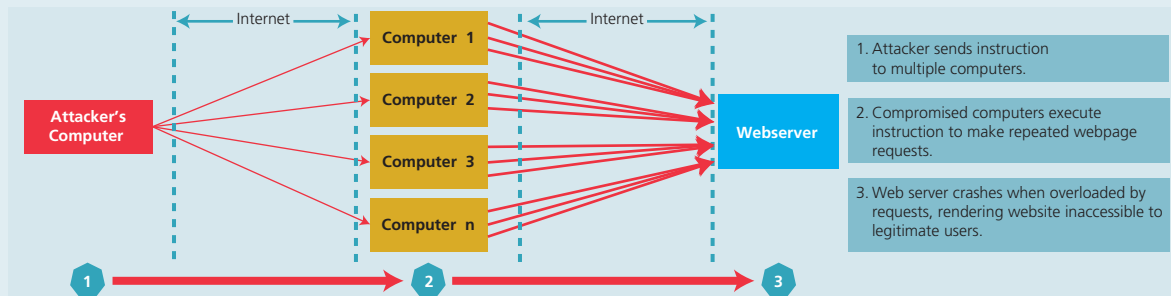 Internet
Internet
Attacker's
Computer
Computer 1
Computer 2
Computer 3
Computer n
Webserver
1. Attacker sends instruction
to multiple computers.
2. Compromised computers execute
instruction to make repeated webpage
requests.
3. Web server crashes when overloaded by
requests, rendering website inaccessible to
legitimate users.
1
2
3